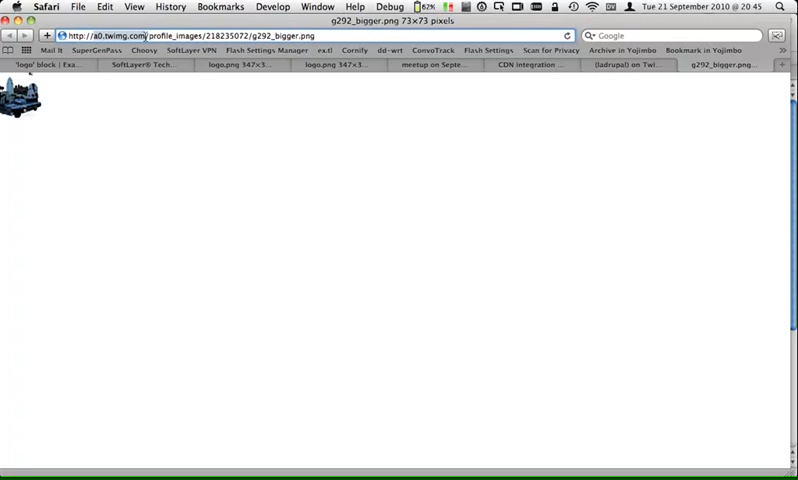 Safari File Edit View History Bookmarks Develop Window Help Debug 82% Tue 21 September 2010 @ 20:45
g292_bigger.png 73×73 pixels
http://a0.twimg.com/profile_images/218235072/g292_bigger.png Google
Mail It SuperGenPass Choosy SoftLayer VPN Flash Settings Manager ex.tl Cornify dd-wrt ConvoTrack Flash Settings Scan for Privacy Archive in Yojimbo Bookmark in Yojimbo
'logo' block | Exa... SoftLayer® Tech... logo.png 347×3... logo.png 347×3... meetup on Septe... CDN integration ... (ladrupal) on Twi... g292_bigger.png...